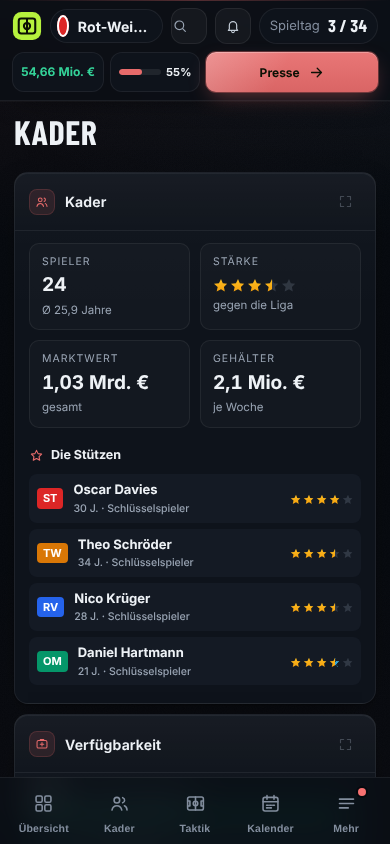 Rot-Wei...
Spieltag 3 / 34
54,66 Mio. €
55%
Presse
KADER
Kader
SPIELER
24
Ø 25,9 Jahre
STÄRKE
gegen die Liga
MARKTWERT
1,03 Mrd. €
gesamt
GEHÄLTER
2,1 Mio. €
je Woche
Die Stützen
ST
Oscar Davies
30 J. · Schlüsselspieler
TW
Theo Schröder
34 J. · Schlüsselspieler
RV
Nico Krüger
28 J. · Schlüsselspieler
OM
Daniel Hartmann
21 J. · Schlüsselspieler
Verfügbarkeit
Übersicht
Kader
Taktik
Kalender
Mehr